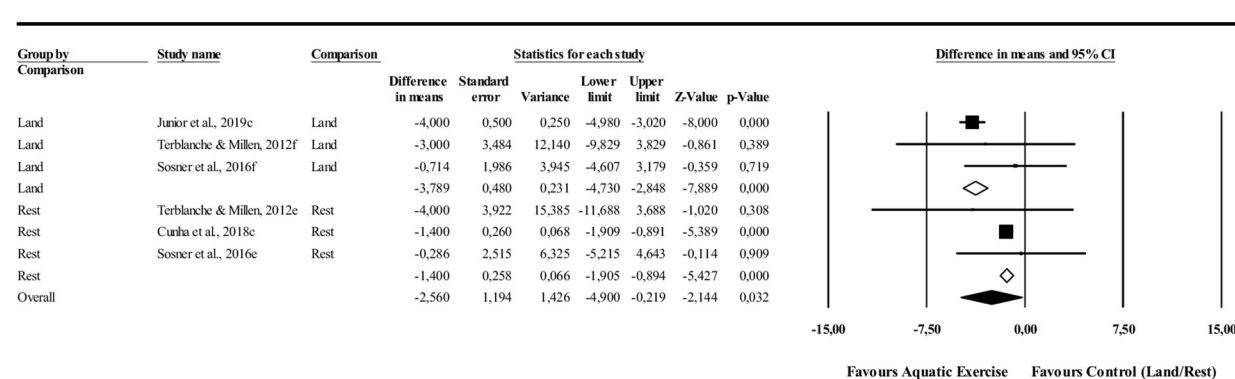 Group by Study name Comparison Statistics for each study Difference in means and 95% CI
Comparison
Difference Standard Lower Upper
in means error Variance limit limit Z-Value p-Value
Land Junior et al., 2019c Land -4,000 0,500 0,250 -4,980 -3,020 -8,000 0,000
Land Terblanche & Millen, 2012f Land -3,000 3,484 12,140 -9,829 3,829 -0,861 0,389
Land Sosner et al., 2016f Land -0,714 1,986 3,945 -4,607 3,179 -0,359 0,719
Land -3,789 0,480 0,231 -4,730 -2,848 -7,889 0,000
Rest Terblanche & Millen, 2012e Rest -4,000 3,922 15,385 -11,688 3,688 -1,020 0,308
Rest Cunha et al., 2018c Rest -1,400 0,260 0,068 -1,909 -0,891 -5,389 0,000
Rest Sosner et al., 2016e Rest -0,286 2,515 6,325 -5,215 4,643 -0,114 0,909
Rest -1,400 0,258 0,066 -1,905 -0,894 -5,427 0,000
Overall -2,560 1,194 1,426 -4,900 -0,219 -2,144 0,032
-15,00 -7,50 0,00 7,50 15,00
Favours Aquatic Exercise Favours Control (Land/Rest)